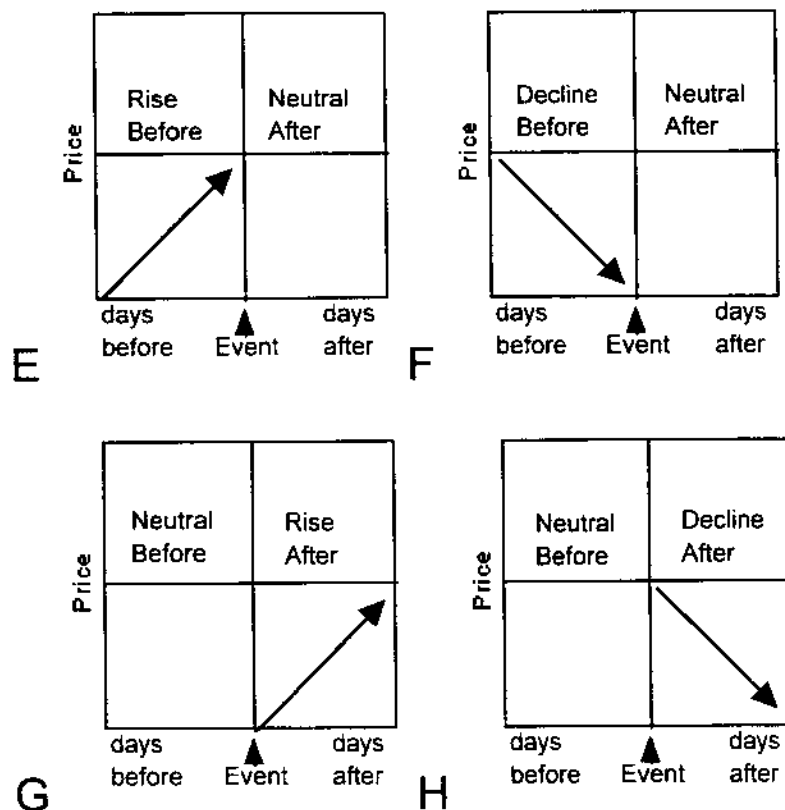 Price
Rise
Before
Neutral
After
days
before
Event
days
after
E
Price
Decline
Before
Neutral
After
days
before
Event
days
after
F
Price
Neutral
Before
Rise
After
days
before
Event
days
after
G
Price
Neutral
Before
Decline
After
days
before
Event
days
after
H